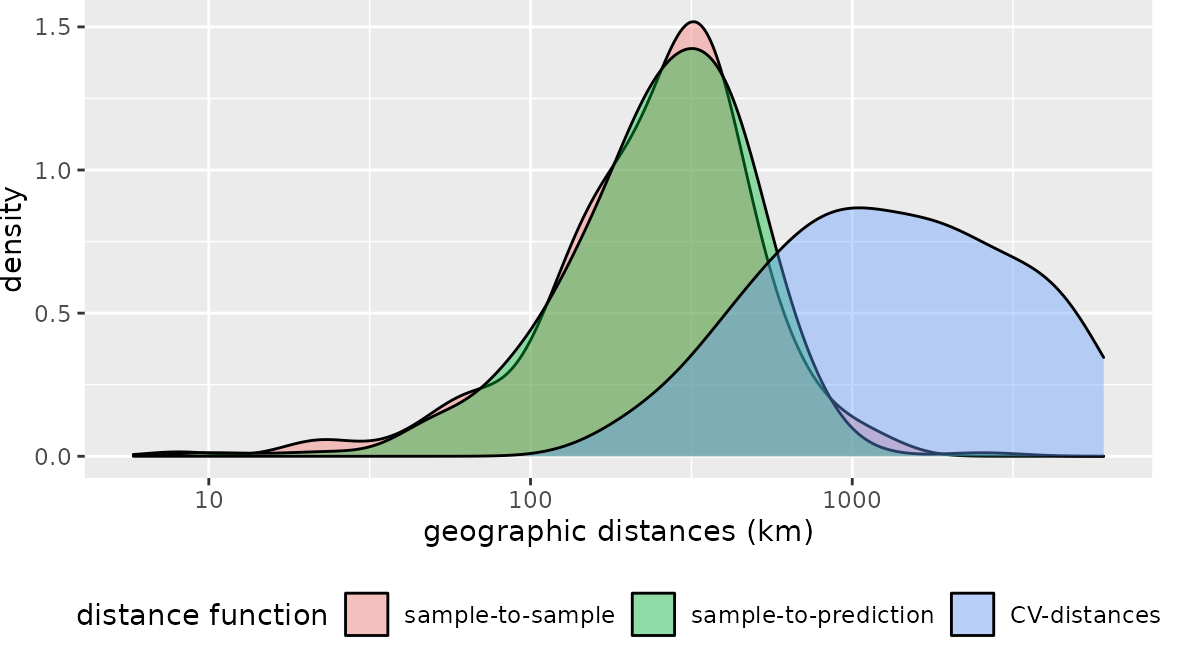 1.5
1.0
0.5
0.0
density
10 100 1000
geographic distances (km)
distance function sample-to-sample sample-to-prediction CV-distances